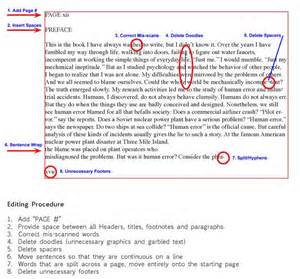 1. Add Page #
PAGE xii
2. Insert Spaces
PREFACE
3. Correct Mis-scans
4. Delete Doodles
5. Delete Spacers
This is the book I have always to write, but I know it. Over the years I have
fumbled my way through life, walking into doors, failing to figure out water faucets,
incompetent at working the simple things of everyday life. "Just me," I would mumble. "Just my
mechanical ineptitude." But as I studied psychology and watched the behavior of other people,
I began to realize that I was not alone. My difficulties were mirrored by the problems of
And we all seemed to blame ourselves. Could the whole world be mechanically incompetent?
The truth emerged slowly. My research activities led me to the study of human error and
trial accidents. Humans, I discovered, do not always behave clumsily. Humans do not always err.
But they do when the things they use are badly conceived and designed. Nonetheless, we still
see human error blamed for all that befalls society. Does a commercial airliner crash? "Pilot er-
ror," say the reports. Does a Soviet nuclear power plant have a serious problem? "Human error,"
says the newspaper. Do two ships at sea collide? "Human error" is the official cause. But careful
analysis of these kinds of incidents usually gives the lie to such a story. At the famous American
nuclear power plant disaster at Three Mile Island.
6. Sentence Wrap
the blame was placed on plant operators who
misdiagnosed the problems. But was it human error? Consider the phra-
7. Split/Hyphens
8. Unnecessary Footers
Editing Procedure
1. Add "PAGE #"
2. Provide space between all Headers, titles, footnotes and paragraphs
3. Correct mis-scanned words
4. Delete doodles (unnecessary graphics and garbled text)
5. Delete spacers
6. Move sentences so that they are continuous on a line
7. Words that are split across a page, move entirely onto the starting page
8. Delete unnecessary footers